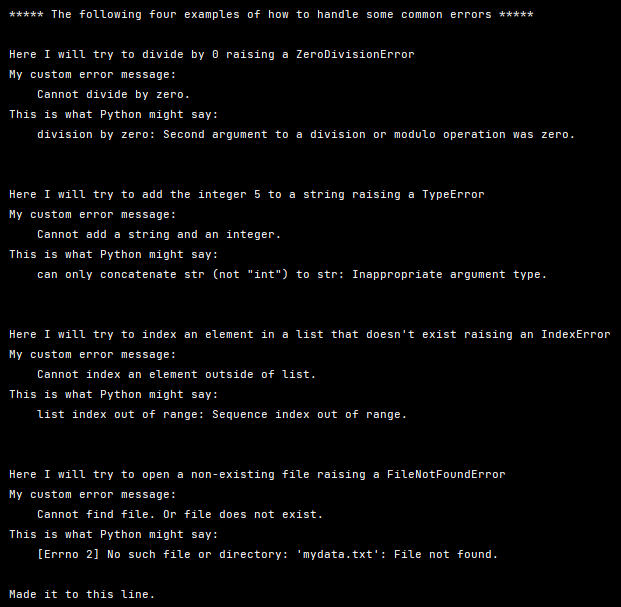 ***** The following four examples of how to handle some common errors *****
Here I will try to divide by 0 raising a ZeroDivisionError
My custom error message:
Cannot divide by zero.
This is what Python might say:
division by zero: Second argument to a division or modulo operation was zero.
Here I will try to add the integer 5 to a string raising a TypeError
My custom error message:
Cannot add a string and an integer.
This is what Python might say:
can only concatenate str (not "int") to str: Inappropriate argument type.
Here I will try to index an element in a list that doesn't exist raising an IndexError
My custom error message:
Cannot index an element outside of list.
This is what Python might say:
list index out of range: Sequence index out of range.
Here I will try to open a non-existing file raising a FileNotFoundError
My custom error message:
Cannot find file. Or file does not exist.
This is what Python might say:
[Errno 2] No such file or directory: 'mydata.txt': File not found.
Made it to this line.